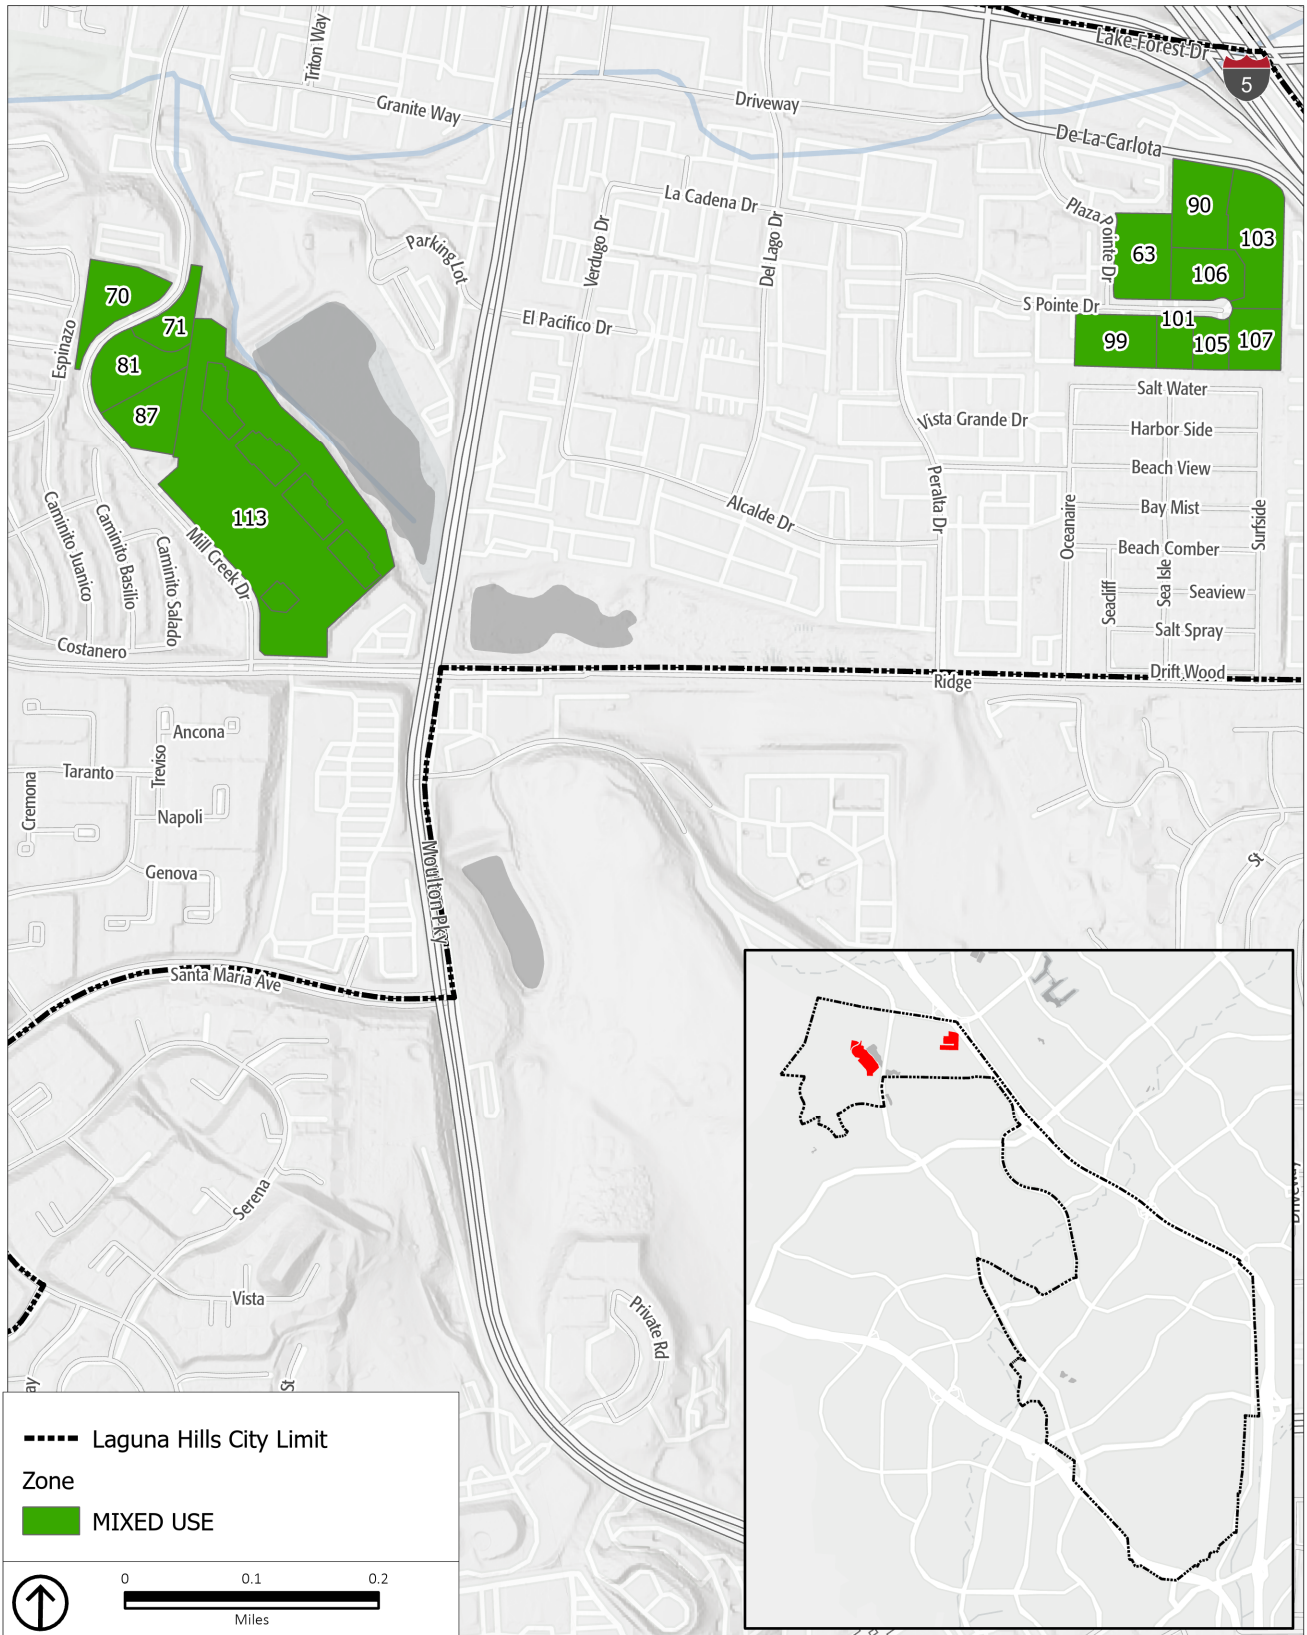 Triton Way
Granite Way
Driveway
Lake Forest Dr
5
De La Carlota
La Cadena Dr
Plaza Pointe Dr
90
103
63
106
Parking Lot
Verdugo Dr
Del Lago Dr
S Pointe Dr
101
99
105
107
El Pacifico Dr
70
71
Espinazo
81
87
Salt Water
Vista Grande Dr
Harbor Side
Beach View
Peralta Dr
Bay Mist
Alcalde Dr
Oceanaire
Surfside
113
Mill Creek Dr
Caminito Juanico
Caminito Basilio
Caminito Salado
Beach Comber
Seacliff
Sea Isle
Seaview
Salt Spray
Costanero
Drift Wood
Ridge
Ancona
Treviso
Taranto
Cremona
Napoli
Genova
Moulton Pky
St
Santa Maria Ave
Serena
Vista
Private Rd
Driveway
ay
St
Laguna Hills City Limit
Zone
MIXED USE
0 0.1 0.2
Miles